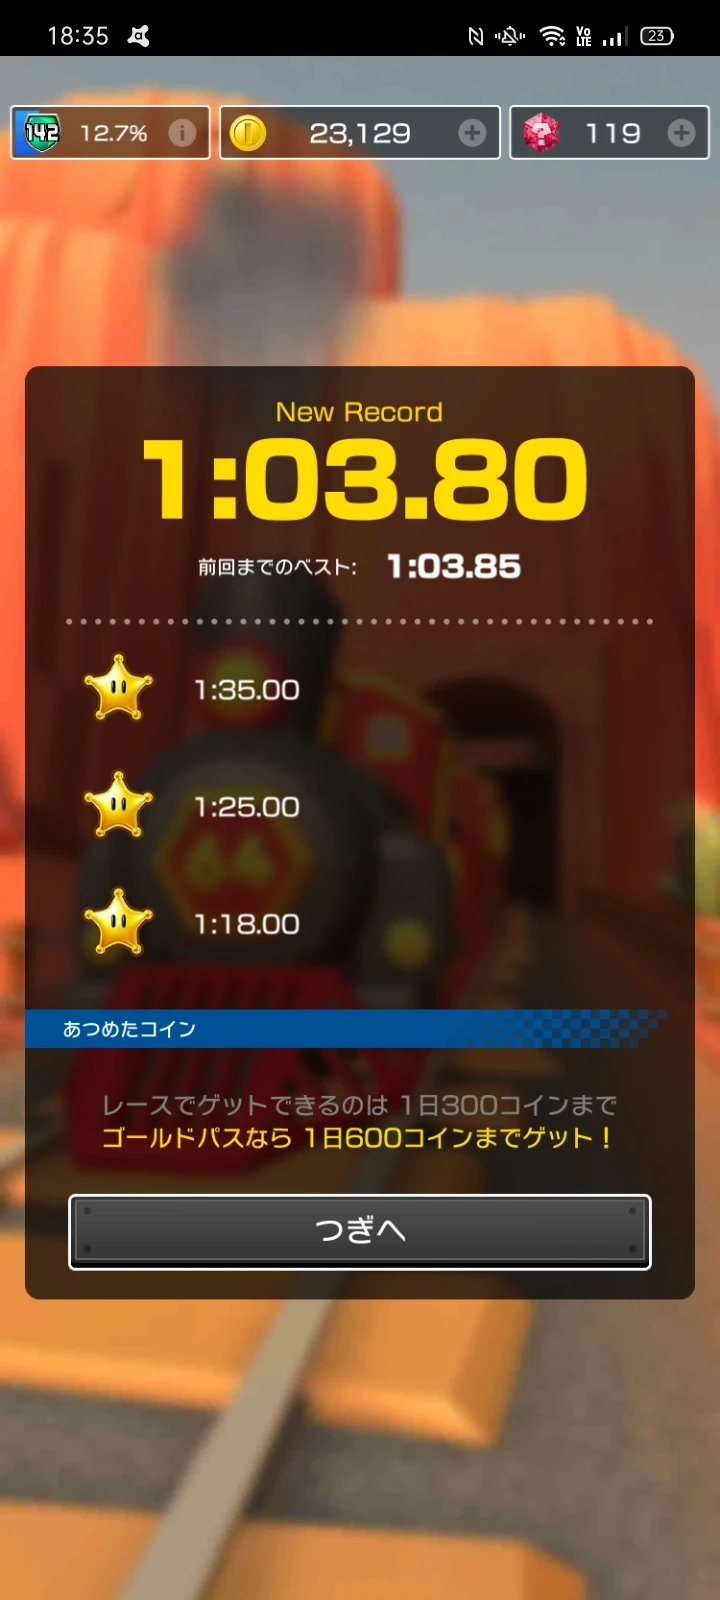 18:35
Vo
LTE
23
142 12.7% i 23,129 + ? 119 +
New Record
1:03.80
前回までのベスト: 1:03.85
1:35.00
1:25.00
1:18.00
64
あつめたコイン
レースでゲットできるのは 1日300コインまで
ゴールドパスなら 1日600コインまでゲット！
つぎへ